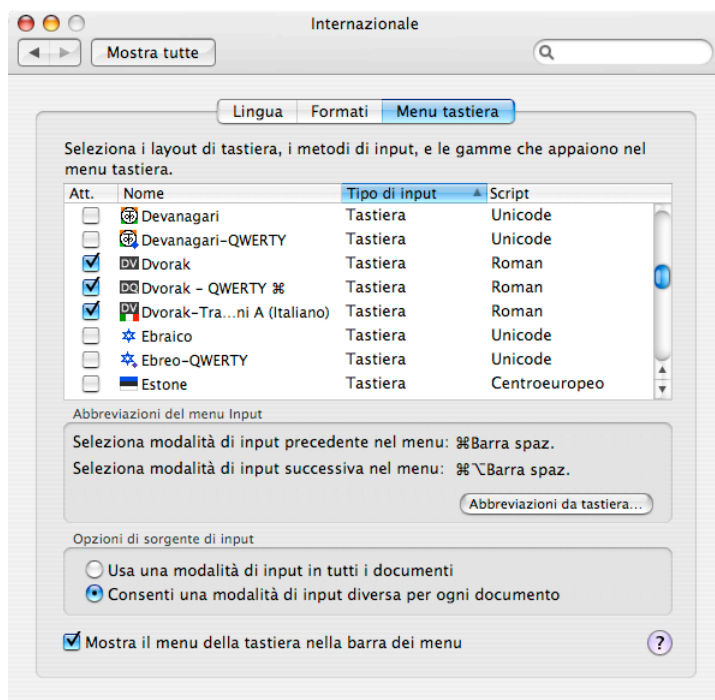 Internazionale
Mostra tutte
Lingua Formati Menu tastiera
Seleziona i layout di tastiera, i metodi di input, e le gamme che appaiono nel
menu tastiera.
Att. Nome Tipo di input Script
Devanagari Tastiera Unicode
Devanagari-QWERTY Tastiera Unicode
DV Dvorak Tastiera Roman
DQ Dvorak - QWERTY ⌘ Tastiera Roman
DV Dvorak-Tra...ni A (Italiano) Tastiera Roman
Ebraico Tastiera Unicode
Ebreo-QWERTY Tastiera Unicode
Estone Tastiera Centroeuropeo
Abbreviazioni del menu Input
Seleziona modalità di input precedente nel menu: ⌘Barra spaz.
Seleziona modalità di input successiva nel menu: ⌘⌥Barra spaz.
Abbreviazioni da tastiera...
Opzioni di sorgente di input
Usa una modalità di input in tutti i documenti
Consenti una modalità di input diversa per ogni documento
Mostra il menu della tastiera nella barra dei menu ?